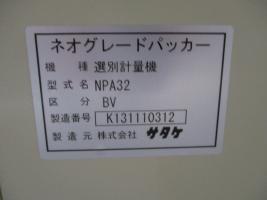 ネオグレードパッカー
機種 選別計量機
型式名 NPA32
区分 BV
製造番号 K131110312
製造元 株式会社 サタケ